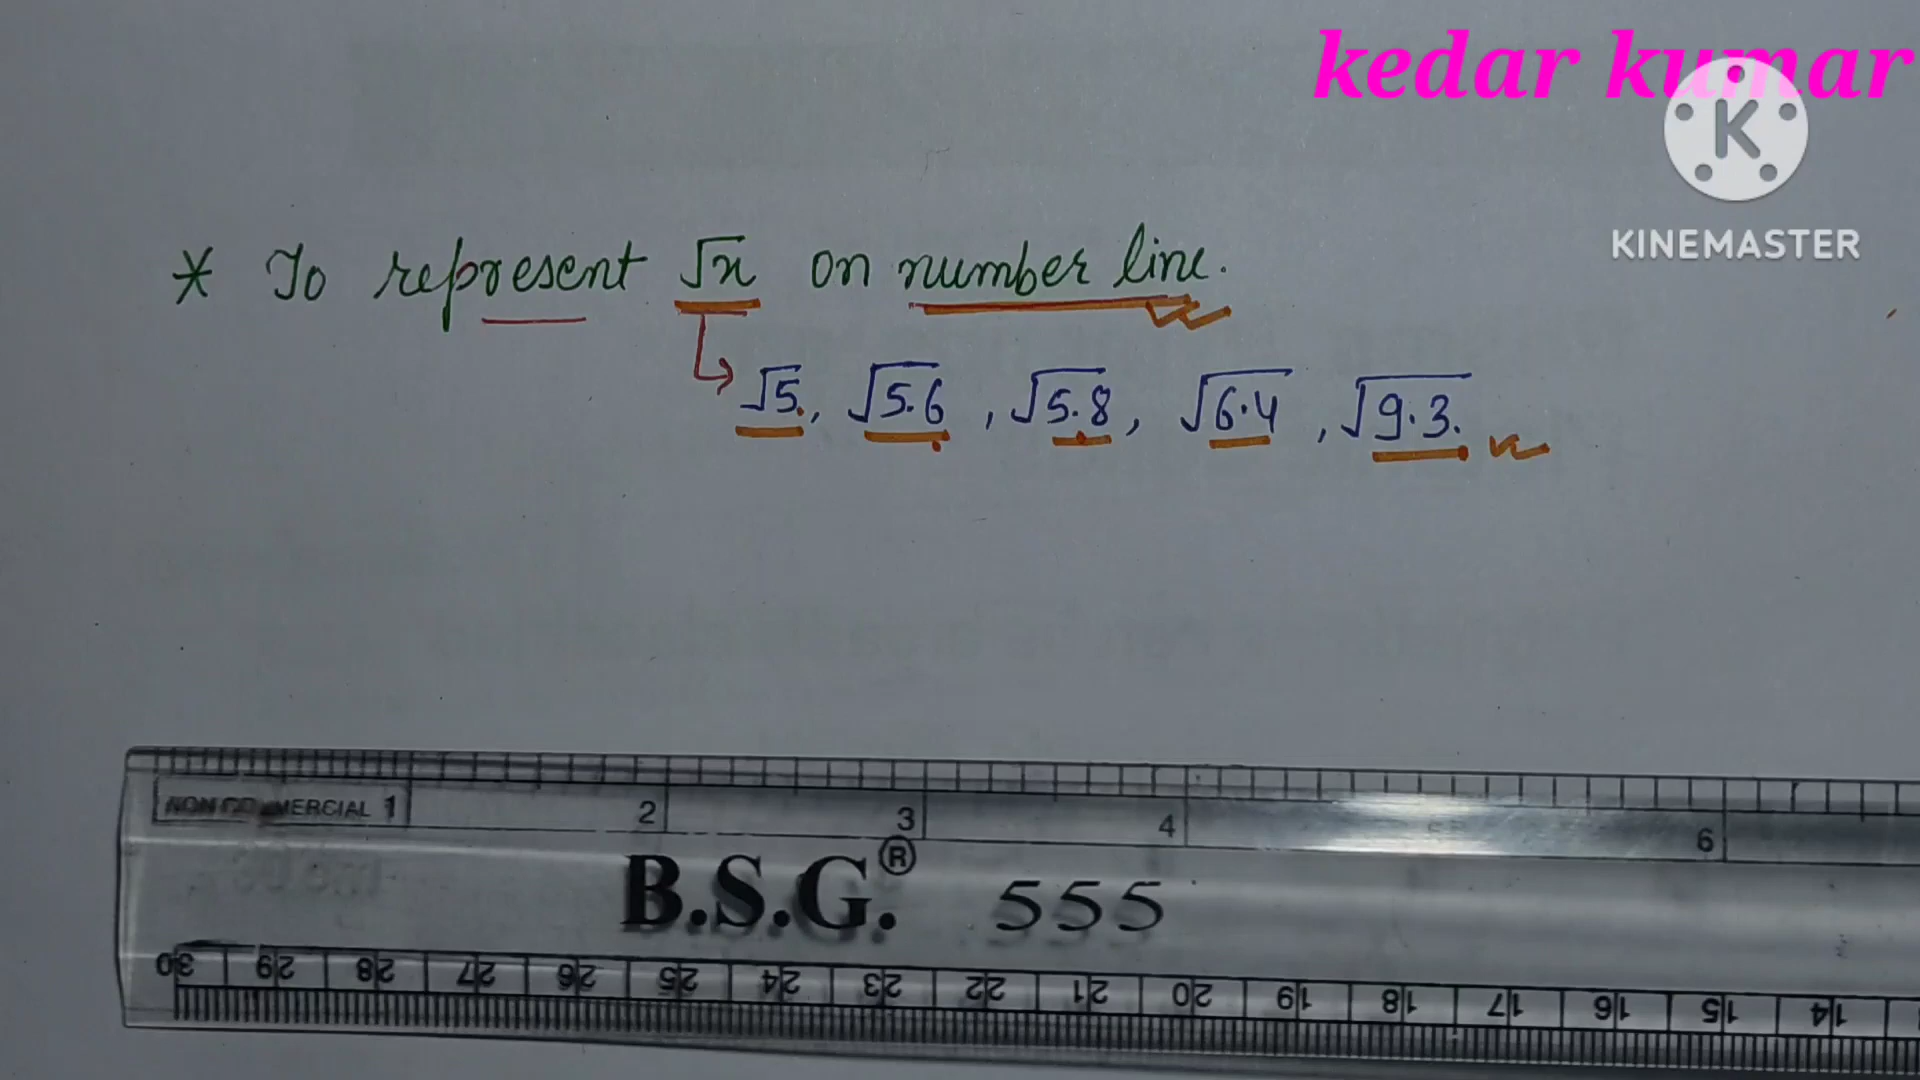 kedar kumar
KINEMASTER
* To represent √x on number line.
√5., √5.6, √5.8, √6.4, √9.3.
NON COMMERCIAL 1 2 3 4 6
B.S.G.® 555
30 29 28 27 26 25 24 23 22 21 20 19 18 17 16 15 14